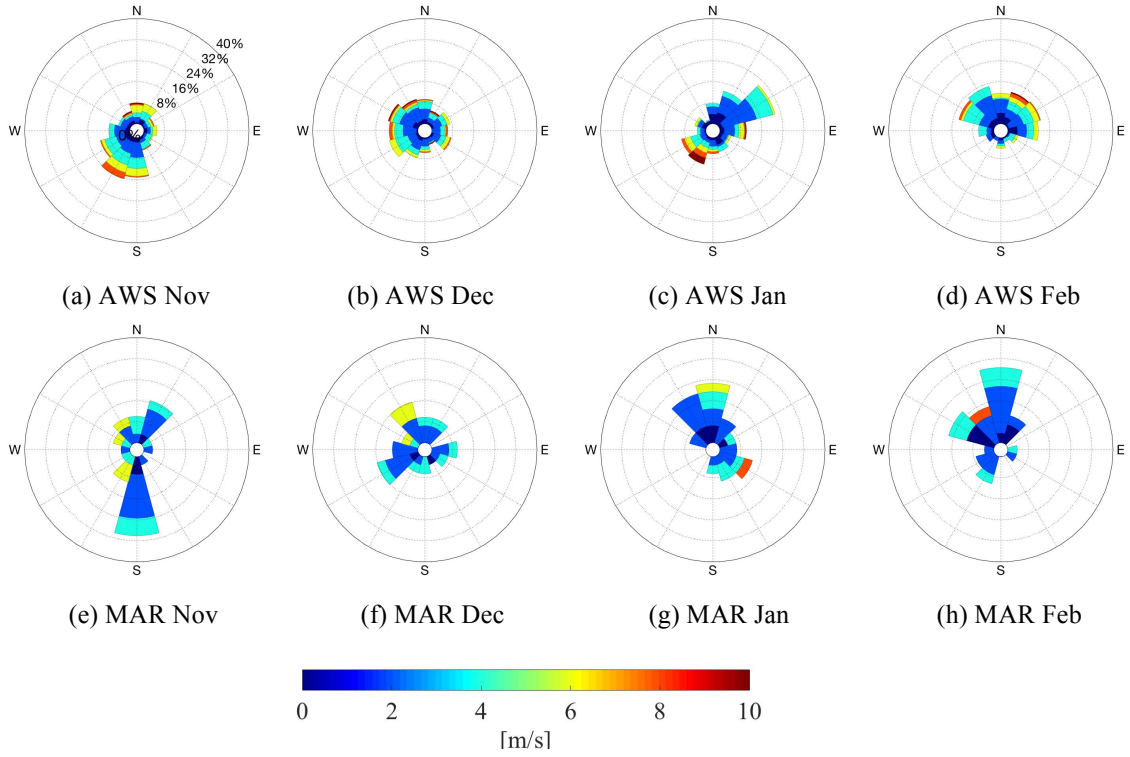 N N N N
40%
32%
24%
16%
8%
0%
W E W E W E W E
S S S S
(a) AWS Nov (b) AWS Dec (c) AWS Jan (d) AWS Feb
N N N N
W E W E W E W E
S S S S
(e) MAR Nov (f) MAR Dec (g) MAR Jan (h) MAR Feb
0 2 4 6 8 10
[m/s]